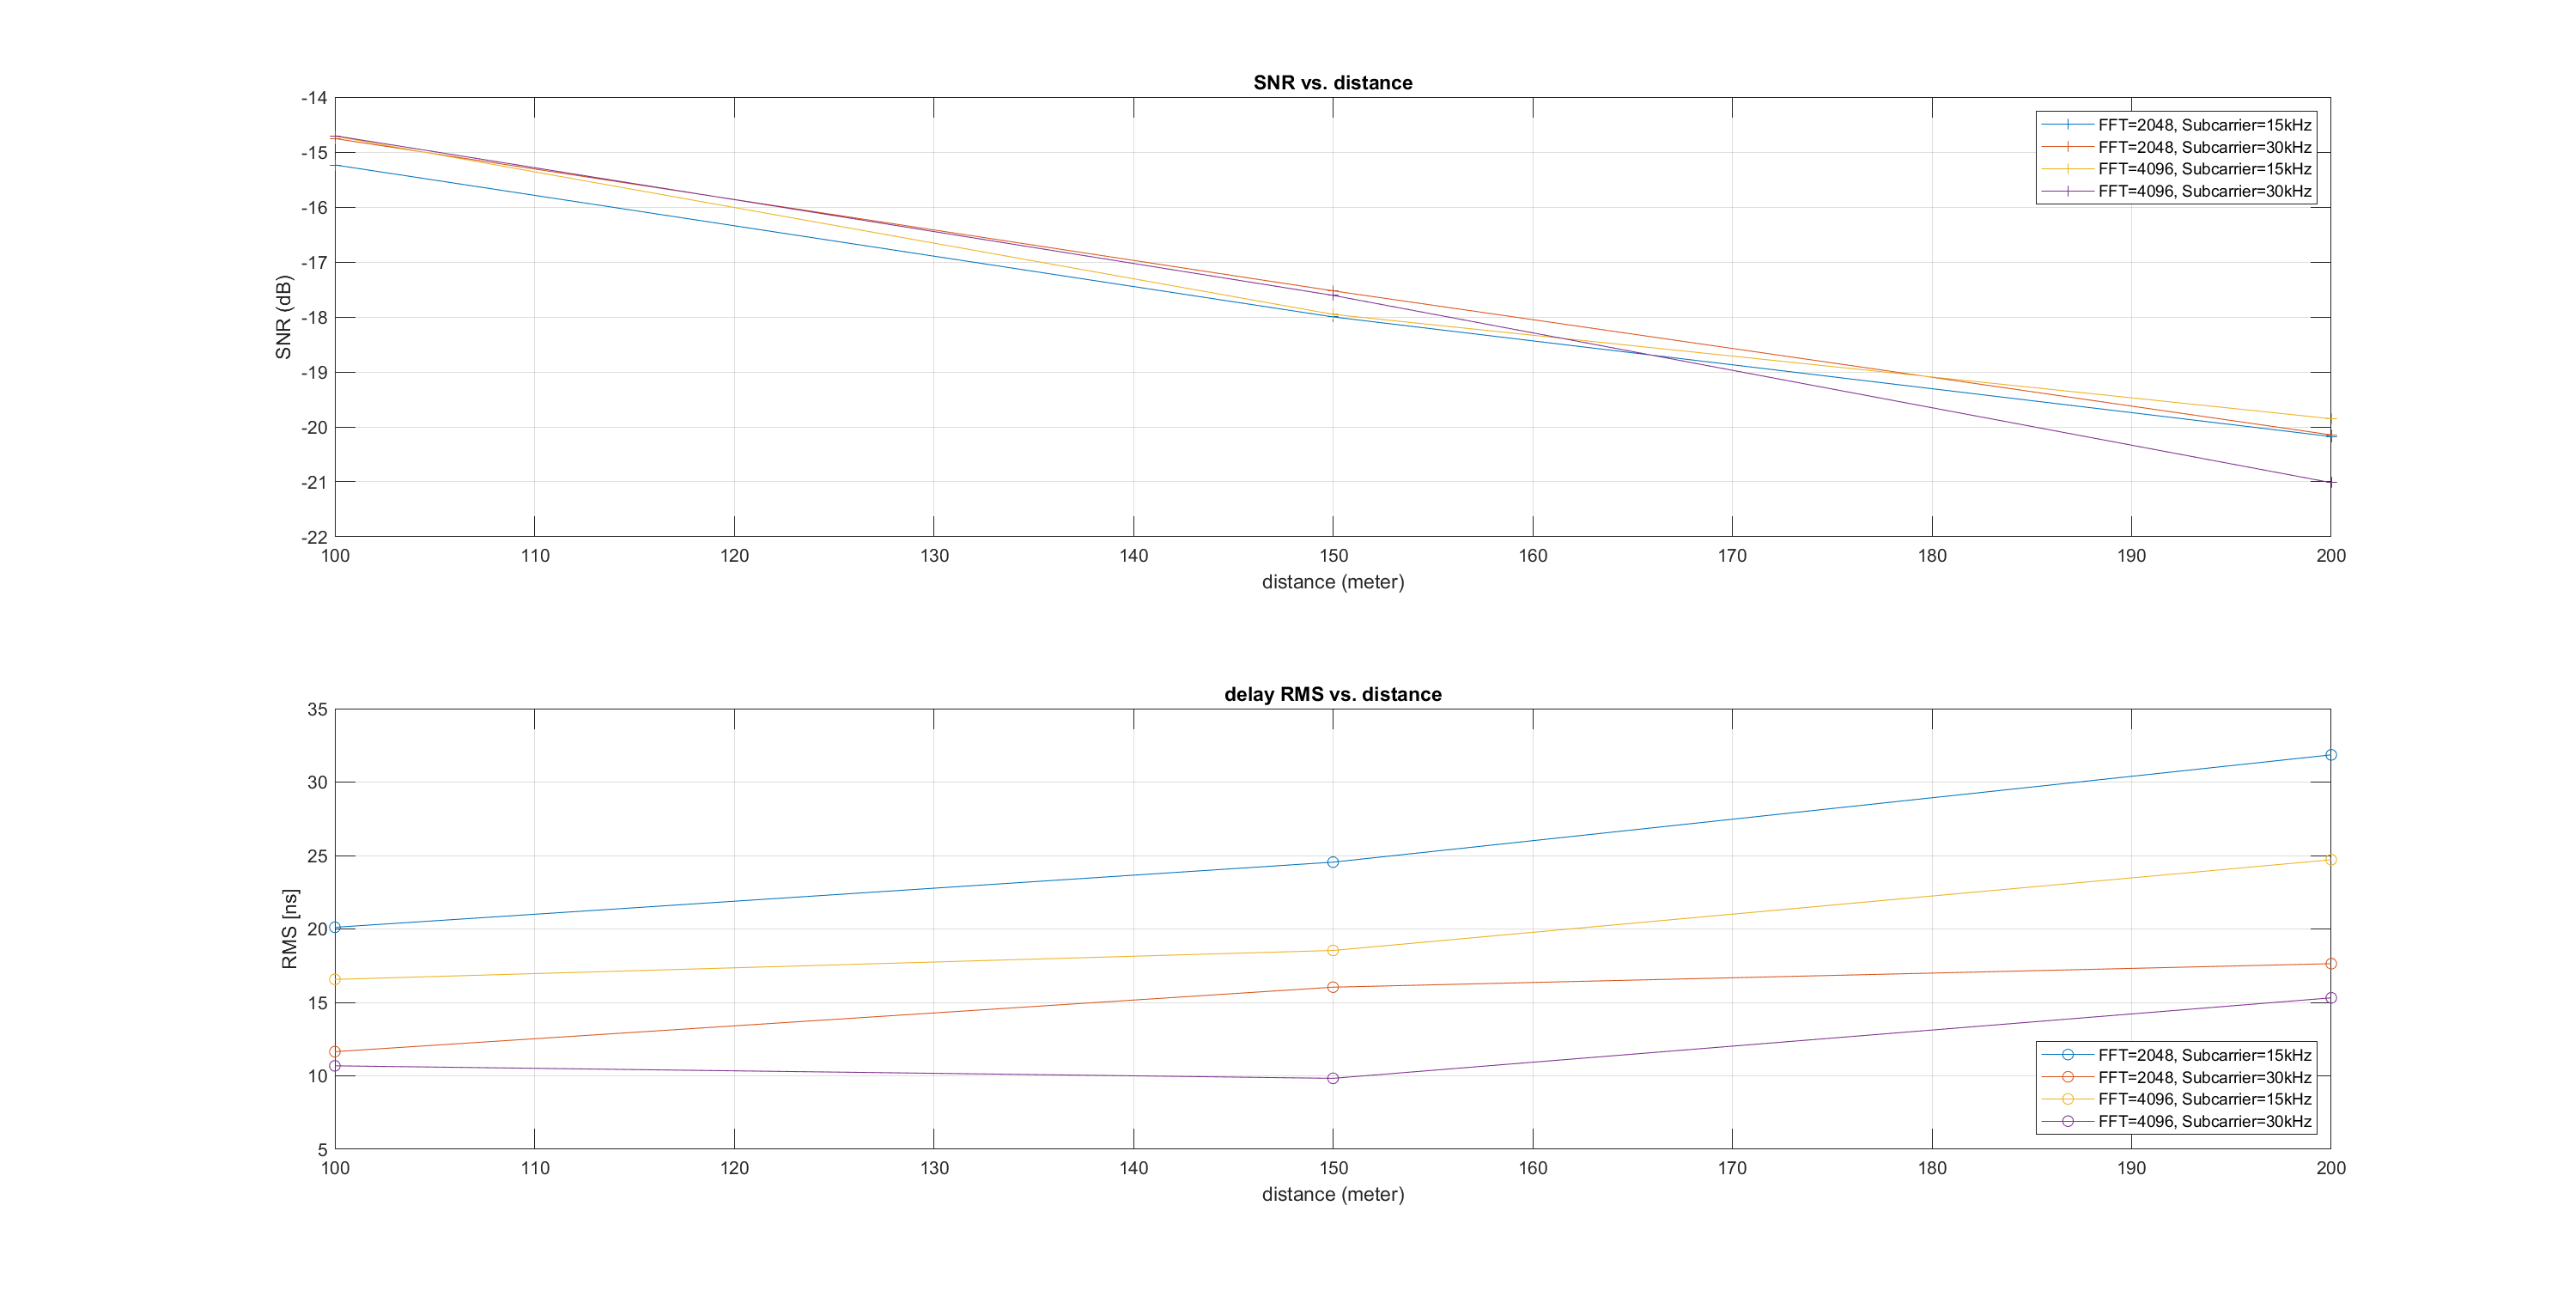 SNR vs. distance
-14
-15
-16
-17
-18
-19
-20
-21
-22
SNR (dB)
100 110 120 130 140 150 160 170 180 190 200
distance (meter)
FFT=2048, Subcarrier=15kHz
FFT=2048, Subcarrier=30kHz
FFT=4096, Subcarrier=15kHz
FFT=4096, Subcarrier=30kHz
delay RMS vs. distance
35
30
25
20
15
10
5
RMS [ns]
100 110 120 130 140 150 160 170 180 190 200
distance (meter)
FFT=2048, Subcarrier=15kHz
FFT=2048, Subcarrier=30kHz
FFT=4096, Subcarrier=15kHz
FFT=4096, Subcarrier=30kHz